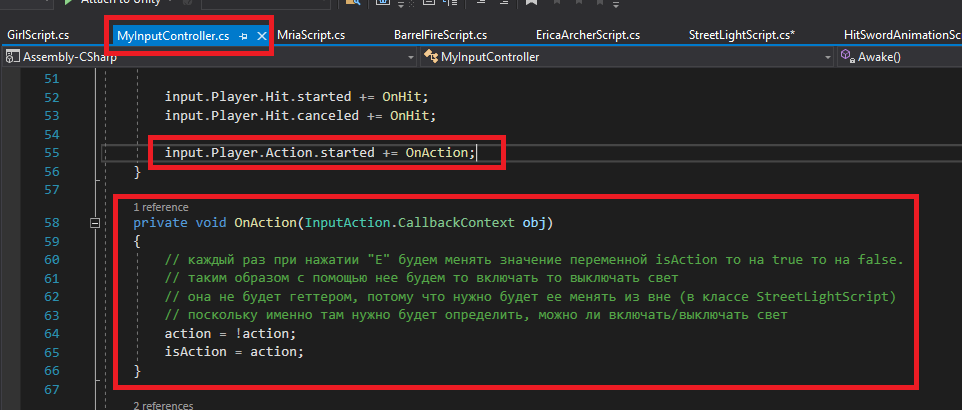 Attach to Unity
GirlScript.cs
MyInputController.cs
MriaScript.cs
BarrelFireScript.cs
EricaArcherScript.cs
StreetLightScript.cs*
HitSwordAnimationSc
Assembly-CSharp
MyInputController
Awake()
51
52 input.Player.Hit.started += OnHit;
53 input.Player.Hit.canceled += OnHit;
54
55 input.Player.Action.started += OnAction;
56 }
57
1 reference
58 private void OnAction(InputAction.CallbackContext obj)
59 {
60 // каждый раз при нажатии "E" будем менять значение переменной isAction то на true то на false.
61 // таким образом с помощью нее будем то включать то выключать свет
62 // она не будет геттером, потому что нужно будет ее менять из вне (в классе StreetLightScript)
63 // поскольку именно там нужно будет определить, можно ли включать/выключать свет
64 action = !action;
65 isAction = action;
66 }
67
2 references